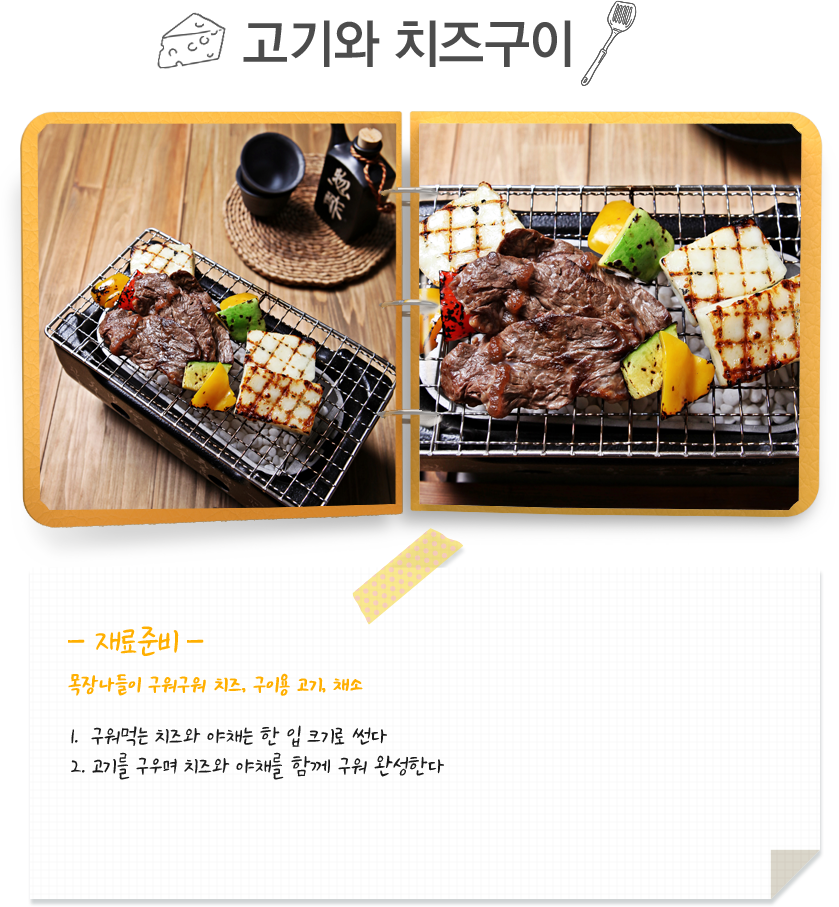 고기와 치즈구이
- 재료준비 -
목장나들이 구워구워 치즈, 구이용 고기, 채소
1. 구워먹는 치즈와 야채는 한 입 크기로 썬다
2. 고기를 구우며 치즈와 야채를 함께 구워 완성한다